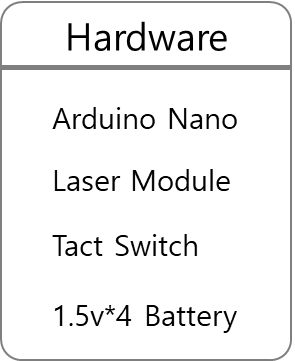 Hardware
Arduino Nano
Laser Module
Tact Switch
1.5v*4 Battery